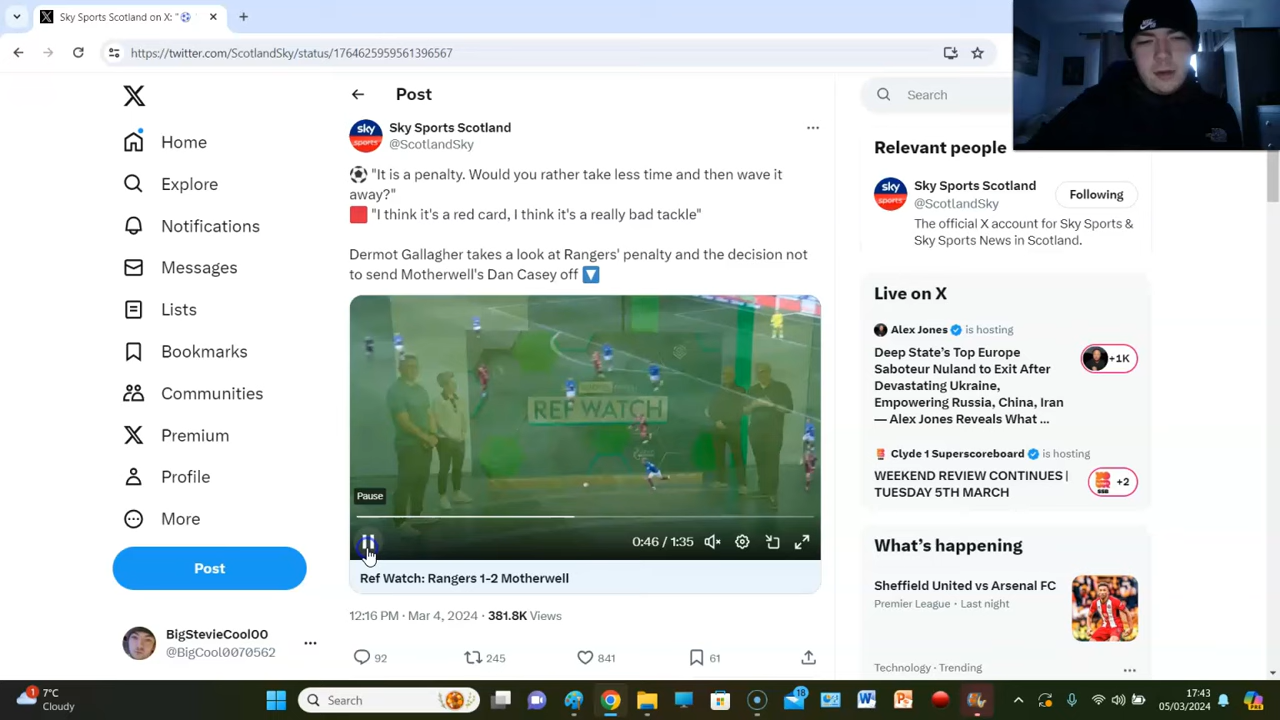 Sky Sports Scotland on X: "⚽
https://twitter.com/ScotlandSky/status/1764625959561396567
Home
Explore
Notifications
Messages
Lists
Bookmarks
Communities
Premium
Profile
More
Post
BigStevieCool00
@BigCool0070562
Post
sky sports
Sky Sports Scotland
@ScotlandSky
⚽ "It is a penalty. Would you rather take less time and then wave it
away?"
🟥 "I think it's a red card, I think it's a really bad tackle"
Dermot Gallagher takes a look at Rangers' penalty and the decision not
to send Motherwell's Dan Casey off 🔽
REF WATCH
Pause
0:46 / 1:35
Ref Watch: Rangers 1-2 Motherwell
12:16 PM · Mar 4, 2024 · 381.8K Views
92
245
841
61
Search
Relevant people
sky sports
Sky Sports Scotland
@ScotlandSky
Following
The official X account for Sky Sports &
Sky Sports News in Scotland.
Live on X
Alex Jones is hosting
Deep State's Top Europe
Saboteur Nuland to Exit After
Devastating Ukraine,
Empowering Russia, China, Iran
— Alex Jones Reveals What ...
+1K
Clyde 1 Superscoreboard is hosting
WEEKEND REVIEW CONTINUES |
TUESDAY 5TH MARCH
+2
What's happening
Sheffield United vs Arsenal FC
Premier League · Last night
Technology · Trending
1
7°C
Cloudy
Search
18
17:43
05/03/2024